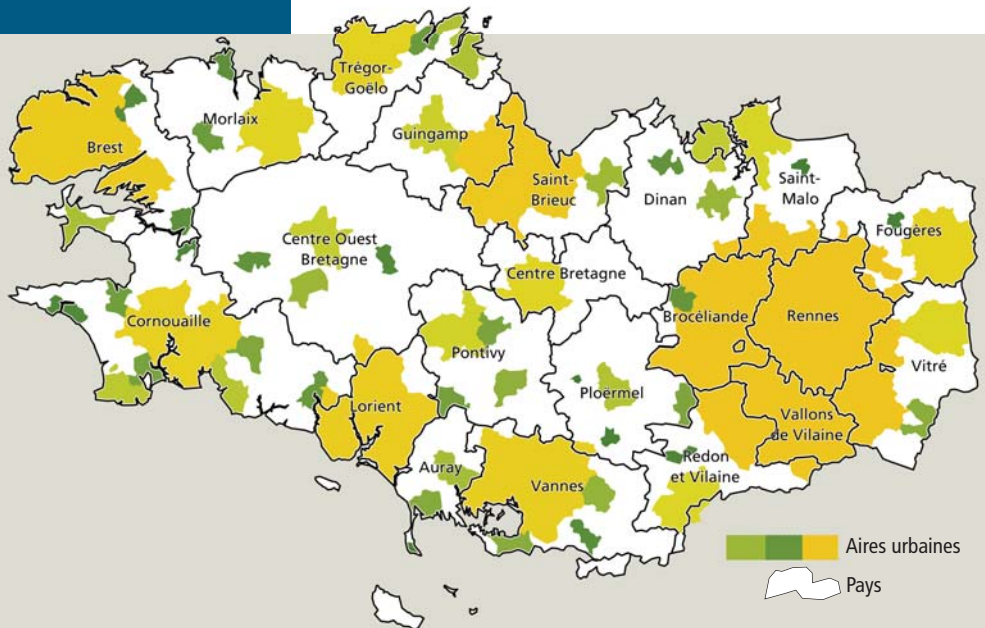 Trégor-
Goëlo
Morlaix
Guingamp
Brest
Saint-
Brieuc
Dinan
Saint-
Malo
Fougères
Centre Ouest
Bretagne
Centre Bretagne
Brocéliande
Rennes
Cornouaille
Pontivy
Vitré
Ploërmel
Lorient
Vallons
de Vilaine
Auray
Redon
et Vilaine
Vannes
Aires urbaines
Pays